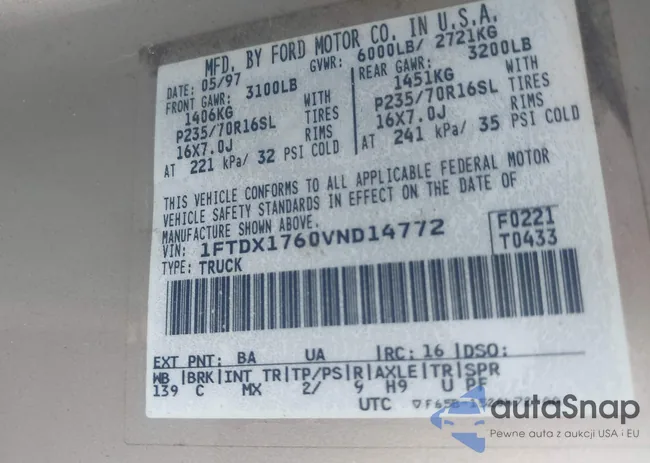 MFD. BY FORD MOTOR CO. IN U.S.A.
DATE: 05/97 GVWR: 6000LB/ 2721KG
FRONT GAWR: 3100LB REAR GAWR: 3200LB
1406KG WITH 1451KG WITH
P235/70R16SL TIRES P235/70R16SL TIRES
16X7.0J RIMS 16X7.0J RIMS
AT 221 kPa/ 32 PSI COLD AT 241 kPa/ 35 PSI COLD
THIS VEHICLE CONFORMS TO ALL APPLICABLE FEDERAL MOTOR
VEHICLE SAFETY STANDARDS IN EFFECT ON THE DATE OF
MANUFACTURE SHOWN ABOVE.
VIN: 1FTDX1760VND14772 F0221
TYPE: TRUCK T0433
EXT PNT: BA UA |RC: 16 |DSO:
WB |BRK|INT TR|TP/PS|R|AXLE|TR|SPR
139 C MX 2/ 9 H9 U PF
UTC
autoSnap
Pewne auta z aukcji USA i EU